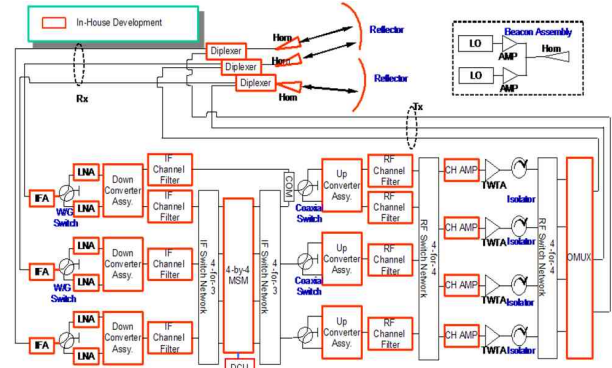 In-House Development
Reflector
Beacon Assembly
Diplexer
Horn
LO
AMP
Horn
Diplexer
Horn
Reflector
LO
AMP
Diplexer
Horn
Rx
Tx
LNA
IF
Channel
Filter
COM
RF
Channel
Filter
IFA
Down
Converter
Assy.
Up
Converter
Assy.
CH AMP
TWTA
Isolator
LNA
W/G
Switch
IF
Channel
Filter
Coaxial
Switch
RF
Channel
Filter
LNA
IFA
Down
Converter
Assy.
IF
Channel
Filter
4-for-3
IF Switch Network
4-by-4
MSM
4-for-3
IF Switch Network
Up
Converter
Assy.
RF
Channel
Filter
4-for-4
RF Switch Network
CH AMP
TWTA
Isolator
4-for-4
RF Switch Network
OMUX
LNA
W/G
Switch
Coaxial
Switch
CH AMP
TWTA
Isolator
LNA
IFA
Down
Converter
Assy.
IF
Channel
Filter
Up
Converter
Assy.
RF
Channel
Filter
CH AMP
TWTA
Isolator
LNA
DCU